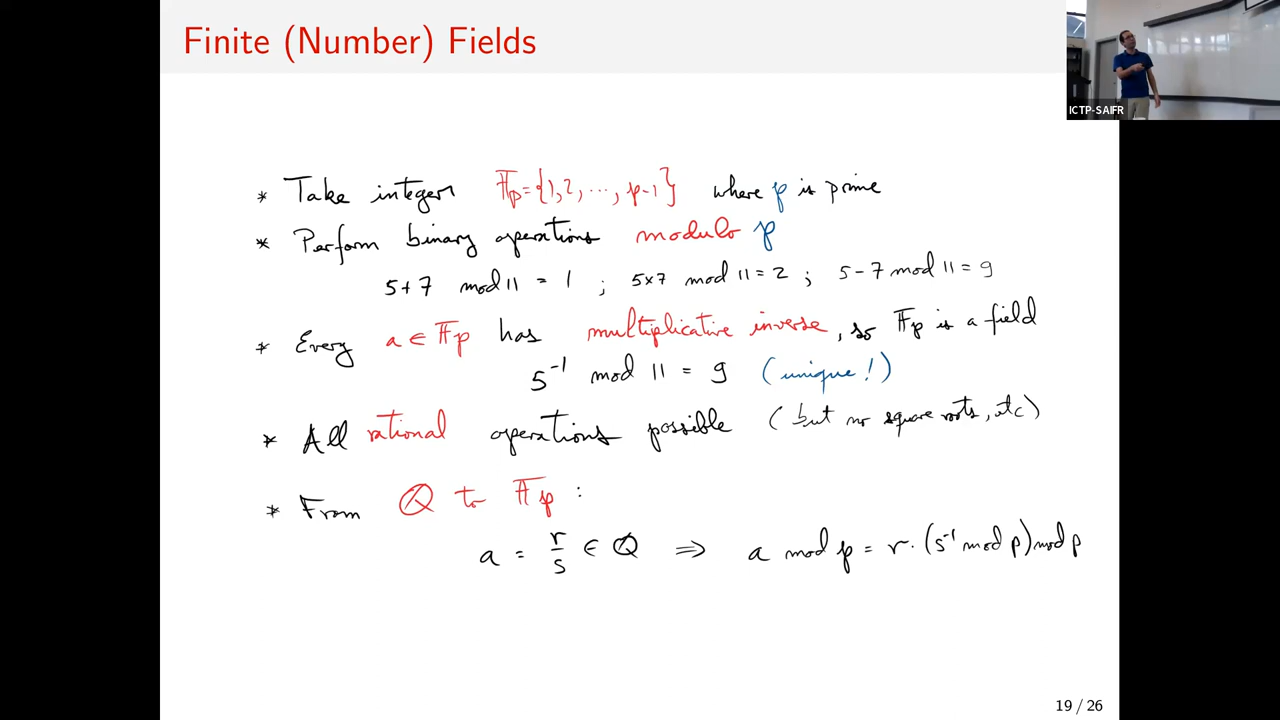 Finite (Number) Fields
ICTP-SAIFR
* Take integers 𝔽p = {1, 2, ..., p-1} where p is prime
* Perform binary operations modulo p
5+7 mod 11 = 1 ; 5x7 mod 11 = 2 ; 5-7 mod 11 = 9
* Every a ∈ 𝔽p has multiplicative inverse, so 𝔽p is a field
5⁻¹ mod 11 = 9 (unique!)
* All rational operations possible (but no square roots, etc)
* From ℚ to 𝔽p :
a = r/s ∈ ℚ ⇒ a mod p = r · (s⁻¹ mod p) mod p
19 / 26